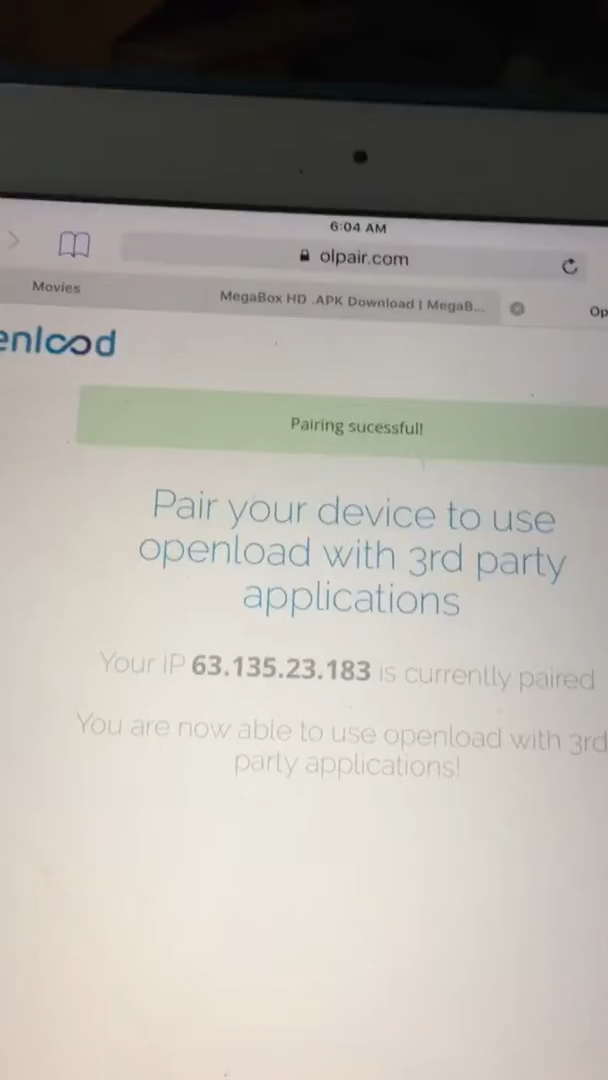 6:04 AM
olpair.com
Movies
MegaBox HD .APK Download | MegaB...
Op
enload
Pairing sucessful!
Pair your device to use
openload with 3rd party
applications
Your IP 63.135.23.183 is currently paired
You are now able to use openload with 3rd
party applications!